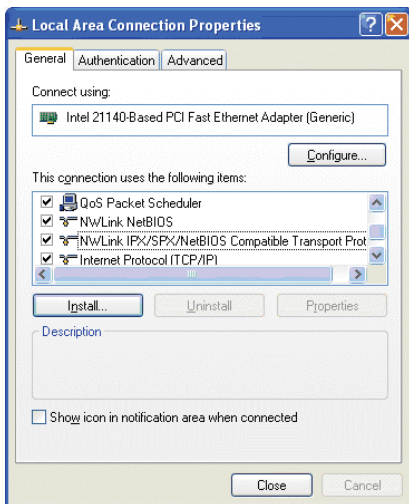 Local Area Connection Properties
General Authentication Advanced
Connect using:
Intel 21140-Based PCI Fast Ethernet Adapter (Generic)
Configure...
This connection uses the following items:
QoS Packet Scheduler
NWLink NetBIOS
NWLink IPX/SPX/NetBIOS Compatible Transport Prot
Internet Protocol (TCP/IP)
Install... Uninstall Properties
Description
Show icon in notification area when connected
Close Cancel